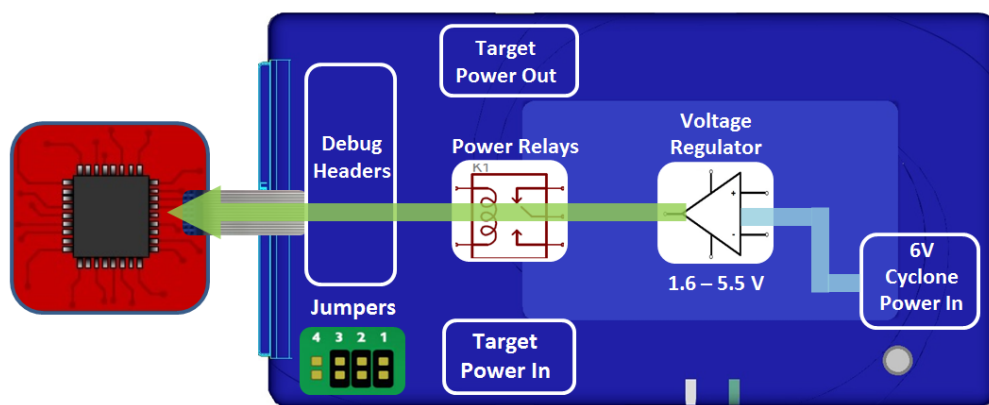 Target
Power Out
Debug
Headers
Power Relays
K1
Voltage
Regulator
+
-
1.6 – 5.5 V
6V
Cyclone
Power In
Jumpers
4 3 2 1
Target
Power In